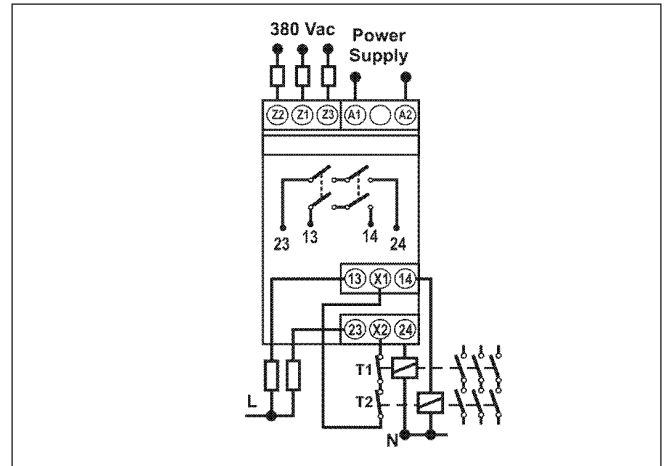 380 Vac
Power
Supply
Z2 Z1 Z3 A1 A2
23 13 14 24
13 X1 14
23 X2 24
T1
T2
L
N